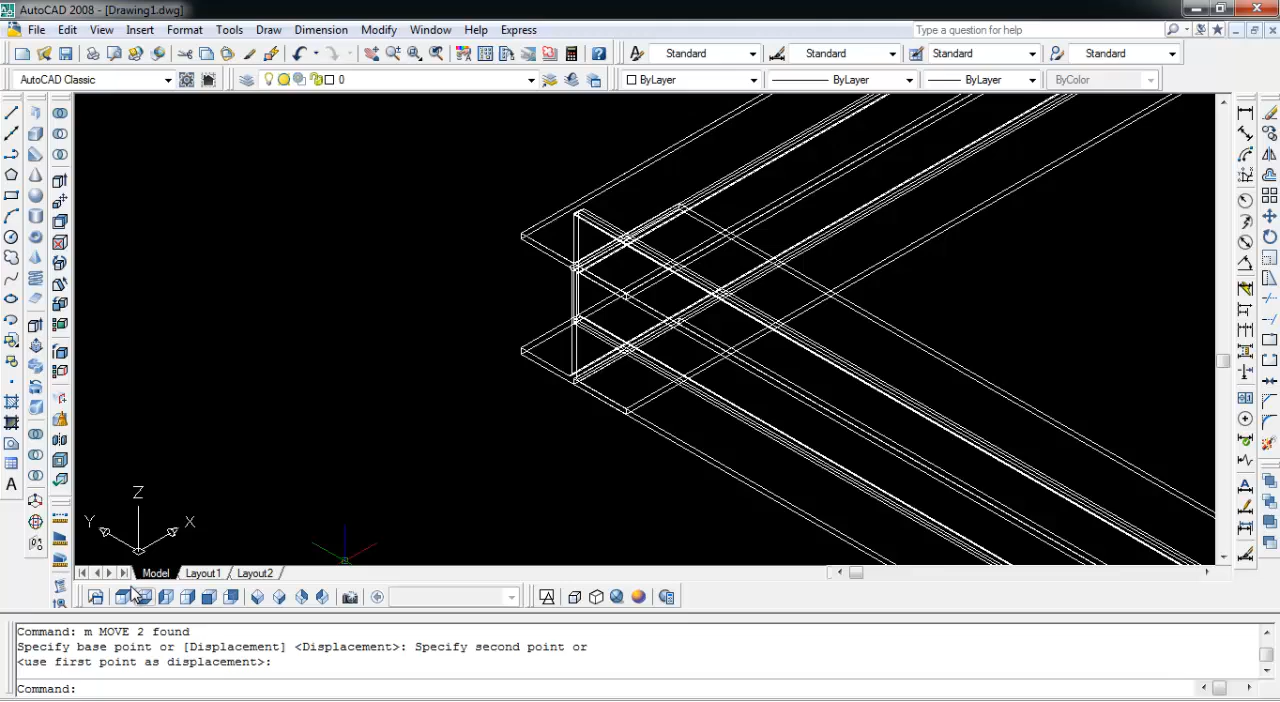 AutoCAD 2008 - [Drawing1.dwg]
File Edit View Insert Format Tools Draw Dimension Modify Window Help Express Type a question for help
Standard Standard Standard Standard
AutoCAD Classic 0 ByLayer ByLayer ByLayer ByColor
Z
Y X
Model Layout1 Layout2
Command: m MOVE 2 found
Specify base point or [Displacement] <Displacement>: Specify second point or
<use first point as displacement>:
Command: